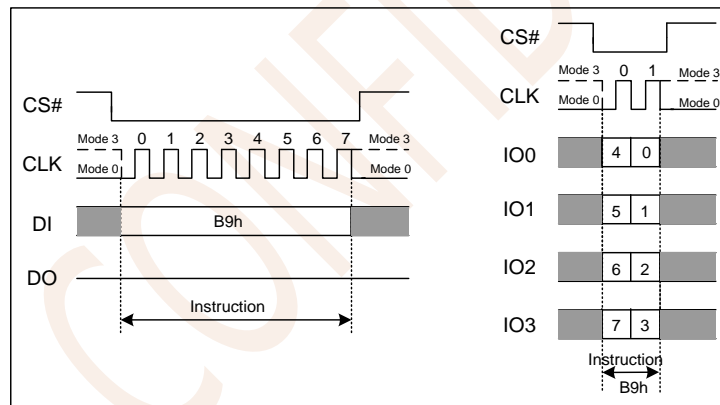 CS#
Mode 3 0 1 2 3 4 5 6 7 Mode 3
CLK
Mode 0 Mode 0
DI B9h
DO
Instruction
CS#
Mode 3 0 1 Mode 3
CLK
Mode 0 Mode 0
IO0 4 0
IO1 5 1
IO2 6 2
IO3 7 3
Instruction
B9h